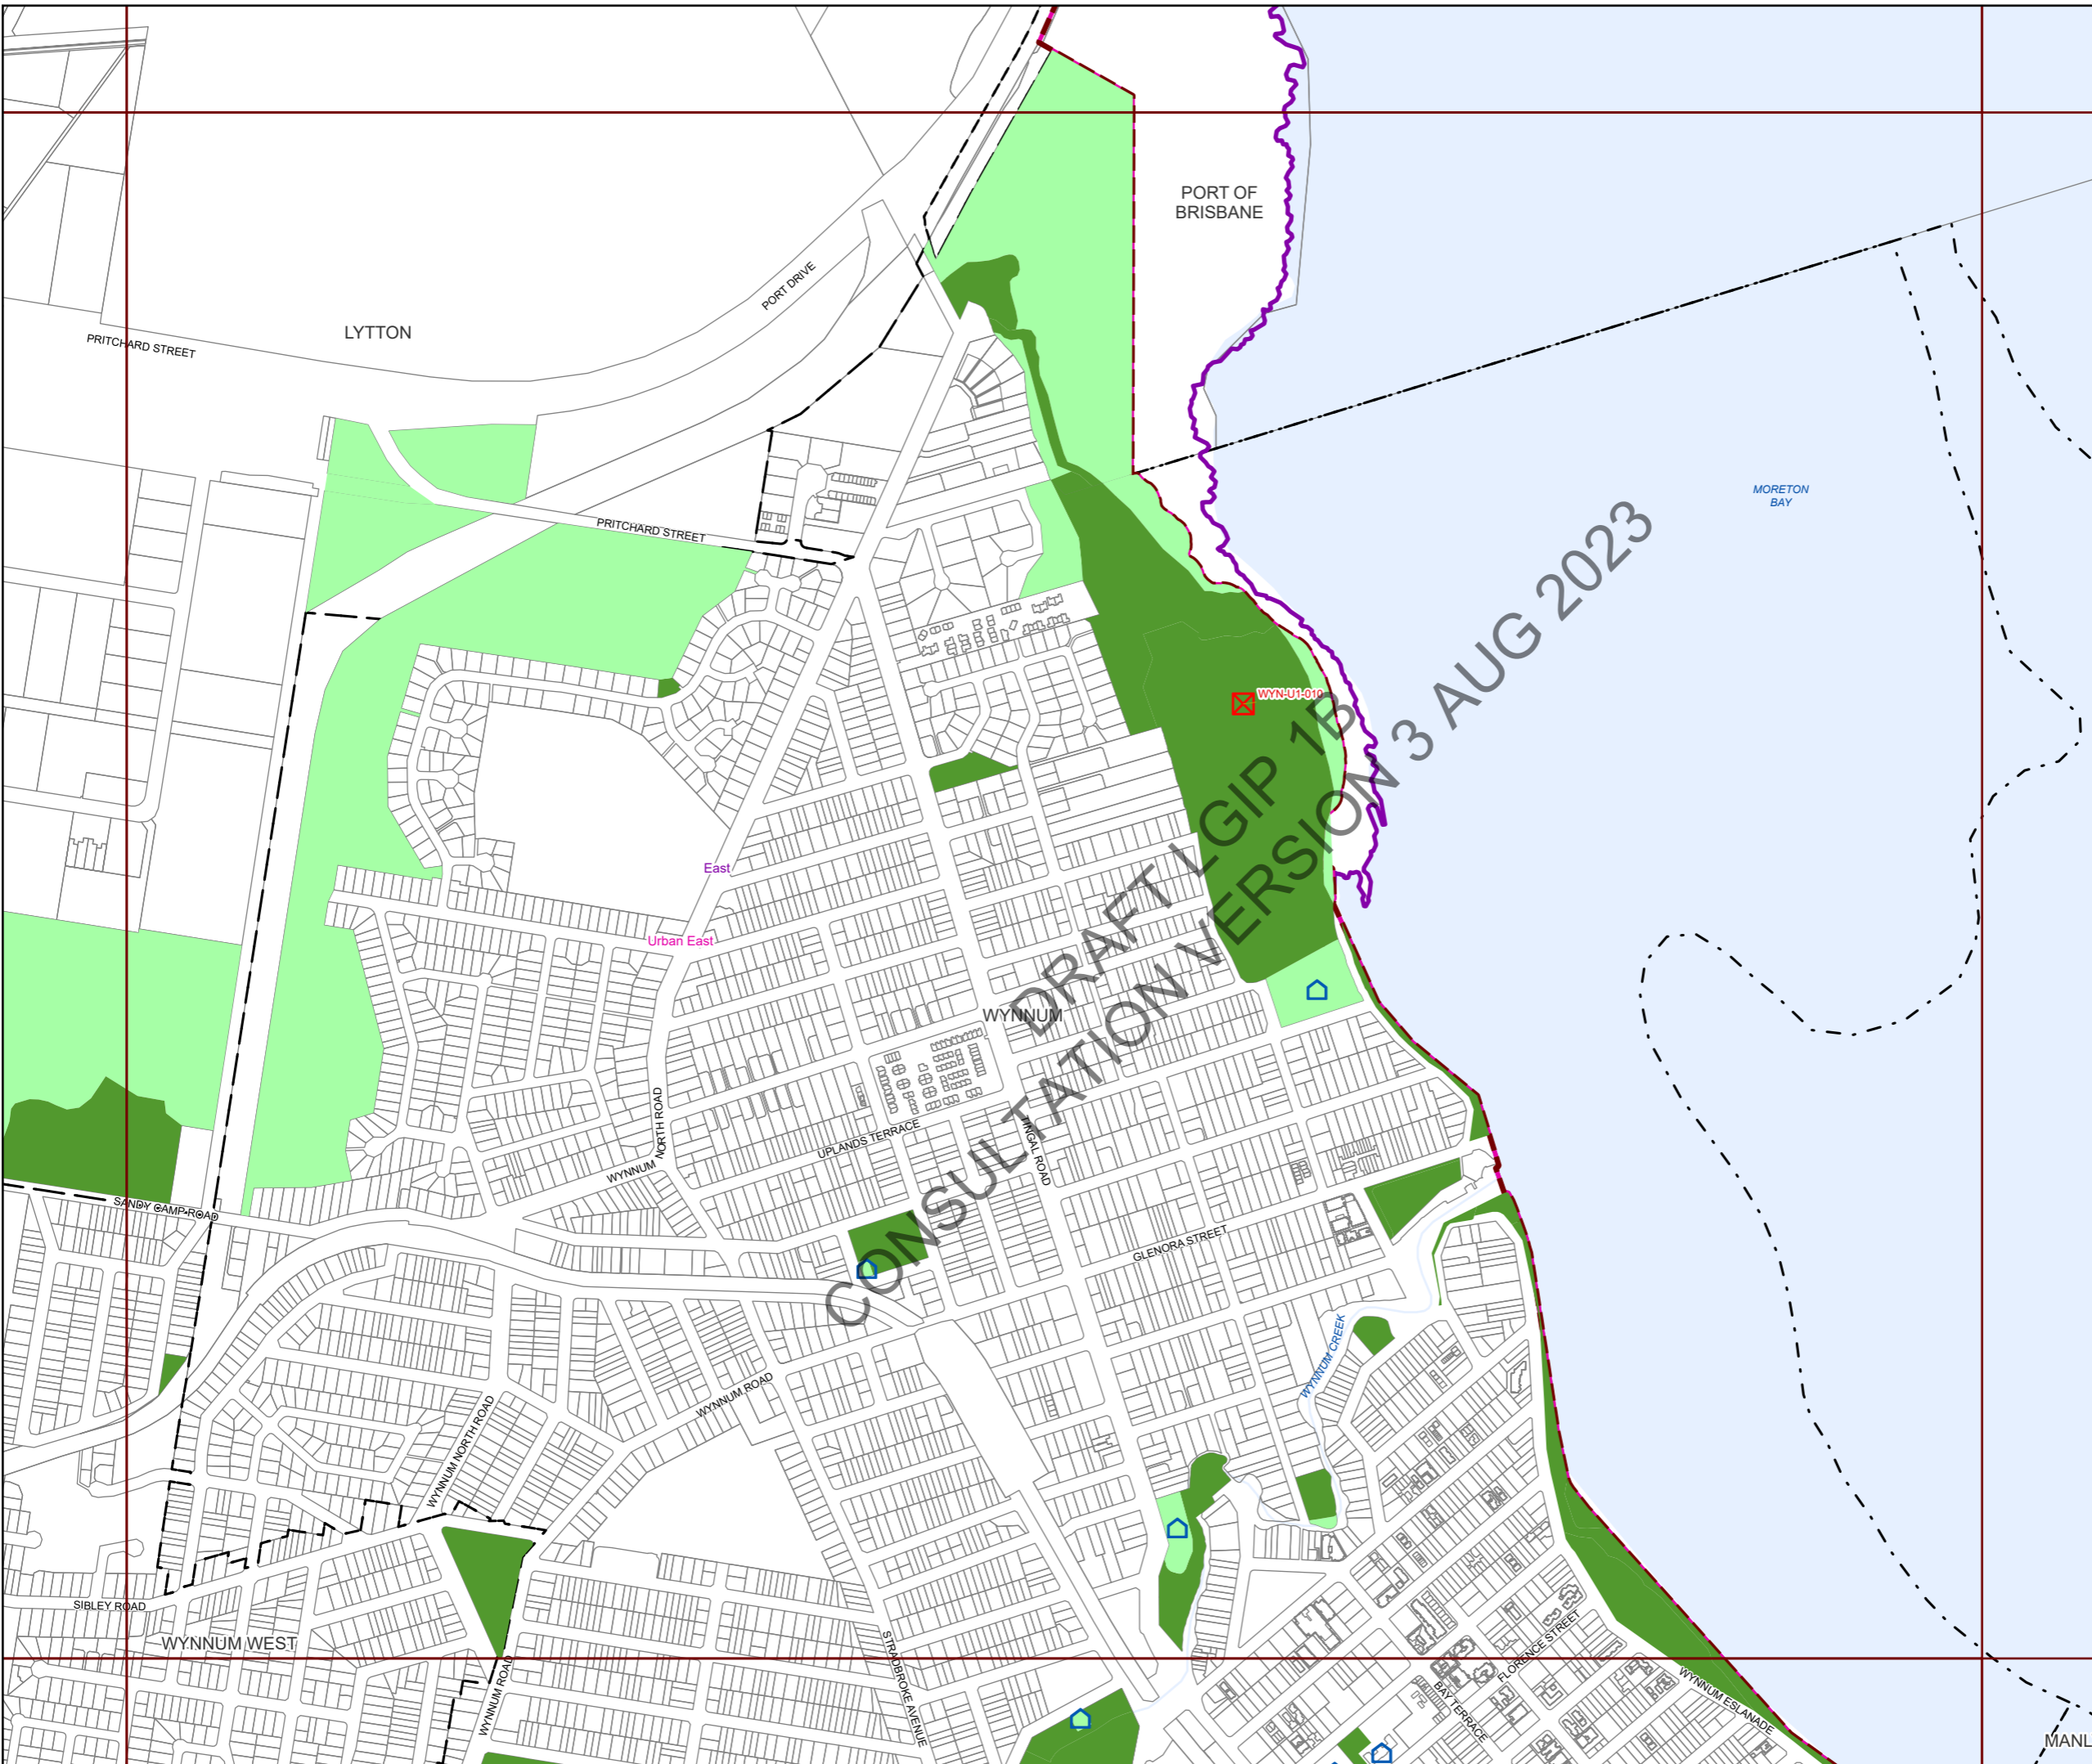 PORT OF
BRISBANE
PORT DRIVE
LYTTON
PRITCHARD STREET
MORETON
BAY
PRITCHARD STREET
WYN-U1-010
DRAFT LGIP 1B
CONSULTATION VERSION 3 AUG 2023
East
Urban East
WYNNUM
NORTH ROAD
UPLANDS TERRACE
TINGAL ROAD
WYNNUM
SANDY CAMP ROAD
GLENORA STREET
WYNNUM CREEK
WYNNUM ROAD
WYNNUM NORTH ROAD
SIBLEY ROAD
WYNNUM WEST
STRADBROKE AVENUE
FLORENCE STREET
WYNNUM ROAD
BAY TERRACE
WYNNUM ESLANADE
MANL